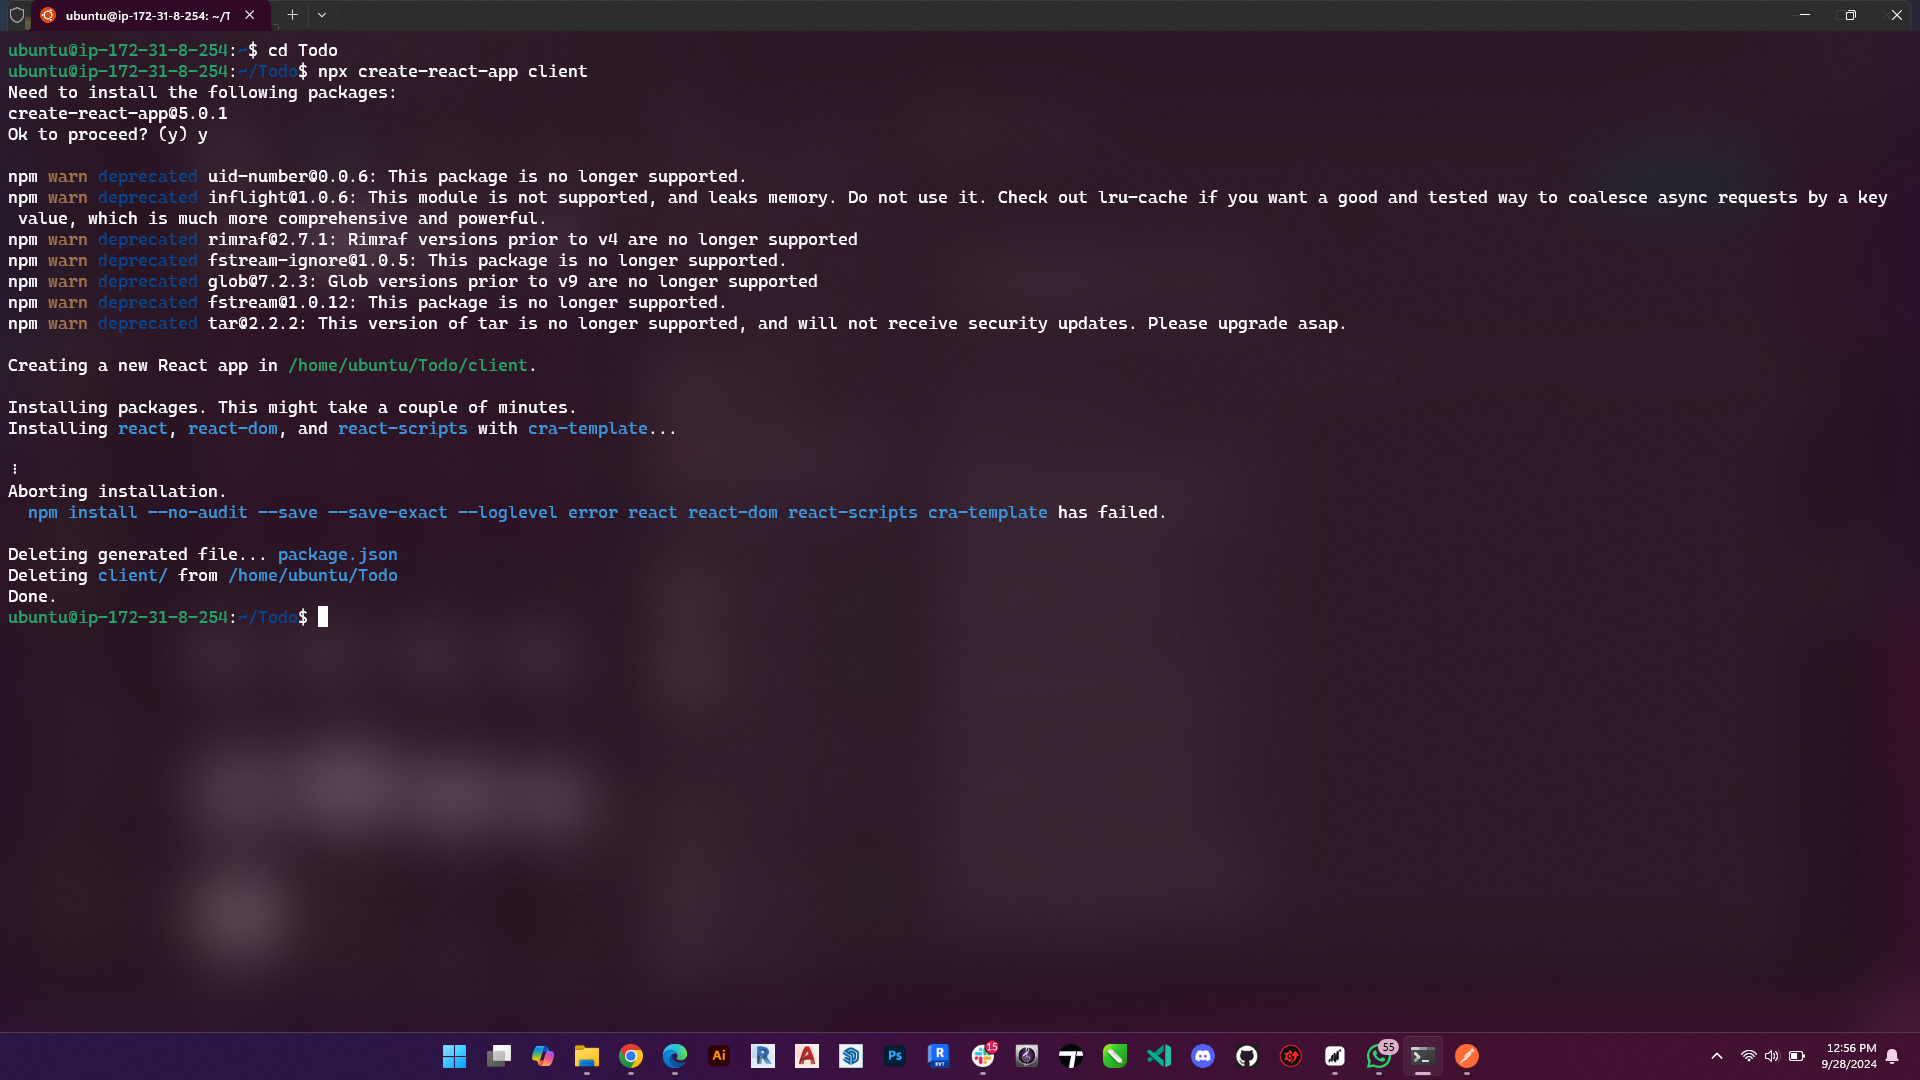 ubuntu@ip-172-31-8-254: ~/T
ubuntu@ip-172-31-8-254:~$ cd Todo
ubuntu@ip-172-31-8-254:~/Todo$ npx create-react-app client
Need to install the following packages:
create-react-app@5.0.1
Ok to proceed? (y) y
npm warn deprecated uid-number@0.0.6: This package is no longer supported.
npm warn deprecated inflight@1.0.6: This module is not supported, and leaks memory. Do not use it. Check out lru-cache if you want a good and tested way to coalesce async requests by a key
value, which is much more comprehensive and powerful.
npm warn deprecated rimraf@2.7.1: Rimraf versions prior to v4 are no longer supported
npm warn deprecated fstream-ignore@1.0.5: This package is no longer supported.
npm warn deprecated glob@7.2.3: Glob versions prior to v9 are no longer supported
npm warn deprecated fstream@1.0.12: This package is no longer supported.
npm warn deprecated tar@2.2.2: This version of tar is no longer supported, and will not receive security updates. Please upgrade asap.
Creating a new React app in /home/ubuntu/Todo/client.
Installing packages. This might take a couple of minutes.
Installing react, react-dom, and react-scripts with cra-template...
⠸
Aborting installation.
npm install --no-audit --save --save-exact --loglevel error react react-dom react-scripts cra-template has failed.
Deleting generated file... package.json
Deleting client/ from /home/ubuntu/Todo
Done.
ubuntu@ip-172-31-8-254:~/Todo$
Ai R A Ps R RVT 15 55
12:56 PM
9/28/2024